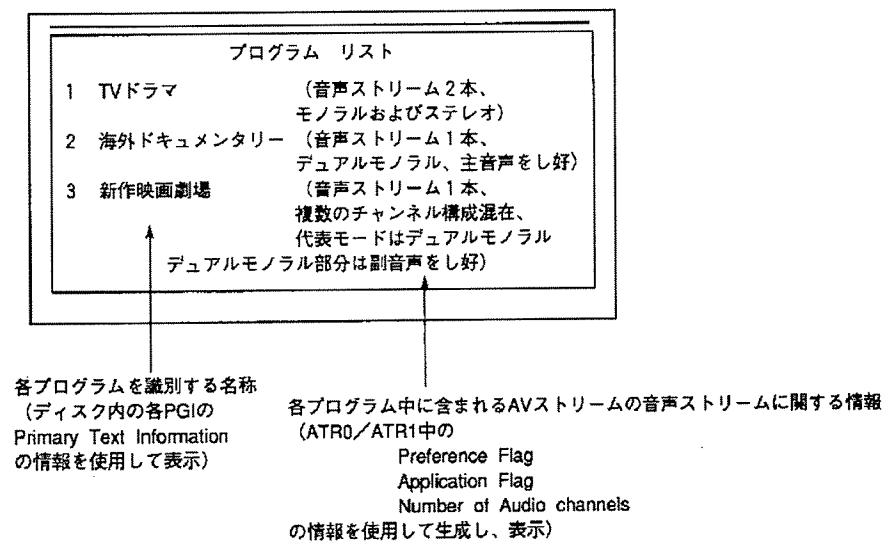 プログラム リスト
1 TVドラマ (音声ストリーム2本、
モノラルおよびステレオ)
2 海外ドキュメンタリー (音声ストリーム1本、
デュアルモノラル、主音声をし好)
3 新作映画劇場 (音声ストリーム1本、
複数のチャンネル構成混在、
代表モードはデュアルモノラル
デュアルモノラル部分は副音声をし好)
各プログラムを識別する名称
(ディスク内の各PGIの
Primary Text Information
の情報を使用して表示)
各プログラム中に含まれるAVストリームの音声ストリームに関する情報
(ATR0/ATR1中の
Preference Flag
Application Flag
Number of Audio channels
の情報を使用して生成し、表示)